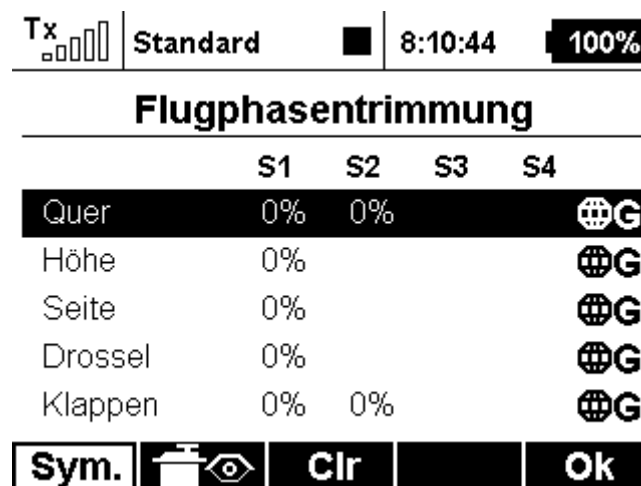 Tx Standard 8:10:44 100%
Flugphasentrimmung
S1 S2 S3 S4
Quer 0% 0% G
Höhe 0% G
Seite 0% G
Drossel 0% G
Klappen 0% 0% G
Sym. Clr Ok